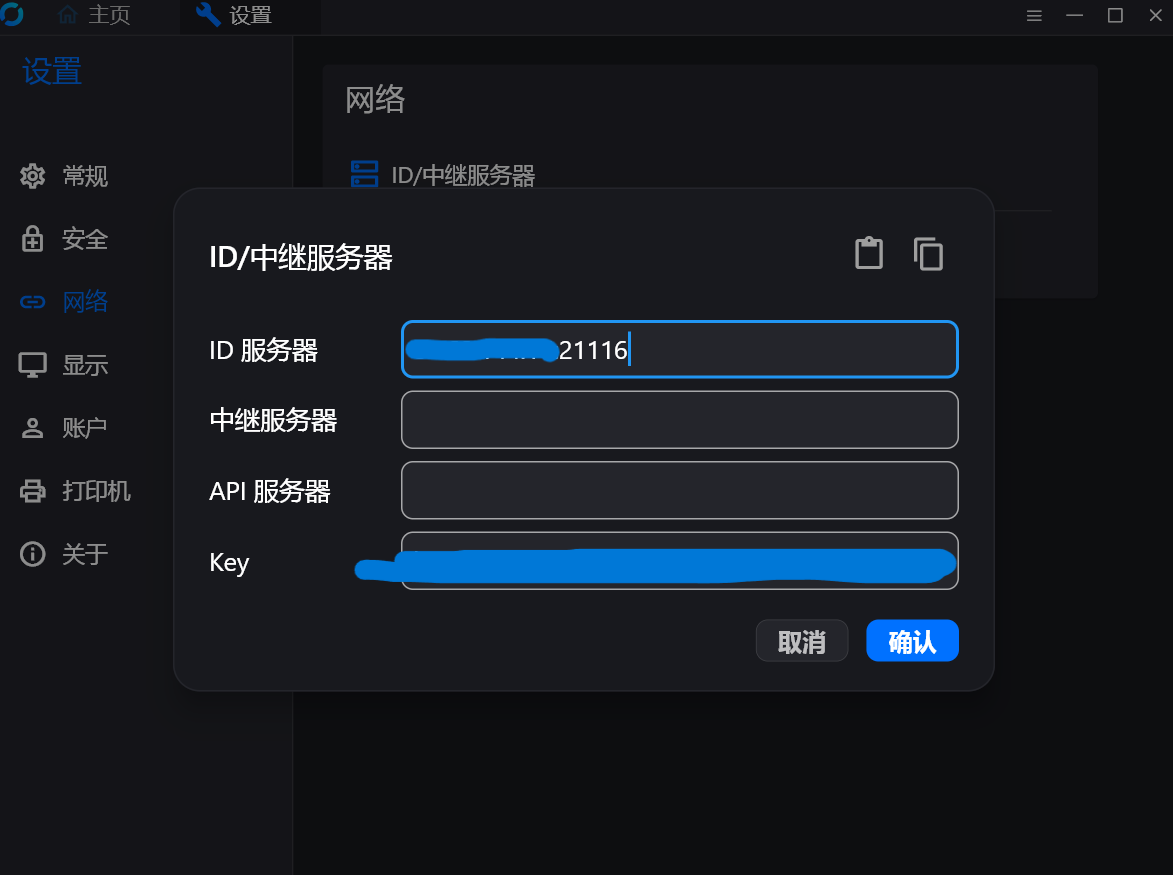 主页
设置
设置
网络
常规
ID/中继服务器
安全
网络
显示
账户
打印机
关于
ID/中继服务器
ID 服务器
21116
中继服务器
API 服务器
Key
取消
确认